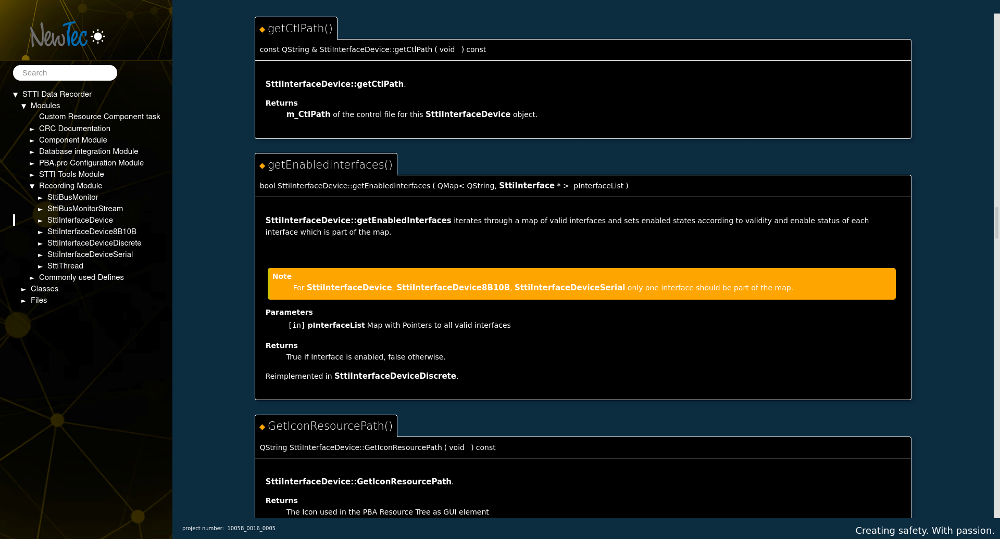 NewTec
Search
▼ STTI Data Recorder
▼ Modules
Custom Resource Component task
► CRC Documentation
► Component Module
► Database integration Module
► PBA.pro Configuration Module
► STTI Tools Module
▼ Recording Module
► SttiBusMonitor
► SttiBusMonitorStream
► SttiInterfaceDevice
► SttiInterfaceDevice8B10B
► SttiInterfaceDeviceDiscrete
► SttiInterfaceDeviceSerial
► SttiThread
► Commonly used Defines
► Classes
► Files
◆ getCtlPath()
const QString & SttiInterfaceDevice::getCtlPath ( void ) const
SttiInterfaceDevice::getCtlPath.
Returns
m_CtlPath of the control file for this SttiInterfaceDevice object.
◆ getEnabledInterfaces()
bool SttiInterfaceDevice::getEnabledInterfaces ( QMap< QString, SttiInterface * > pInterfaceList )
SttiInterfaceDevice::getEnabledInterfaces iterates through a map of valid interfaces and sets enabled states according to validity and enable status of each
interface which is part of the map.
Note
For SttiInterfaceDevice, SttiInterfaceDevice8B10B, SttiInterfaceDeviceSerial only one interface should be part of the map.
Parameters
[in] pInterfaceList Map with Pointers to all valid interfaces
Returns
True if Interface is enabled, false otherwise.
Reimplemented in SttiInterfaceDeviceDiscrete.
◆ GetIconResourcePath()
QString SttiInterfaceDevice::GetIconResourcePath ( void ) const
SttiInterfaceDevice::GetIconResourcePath.
Returns
The Icon used in the PBA Resource Tree as GUI element
project number: 10058_0016_0005
Creating safety. With passion.